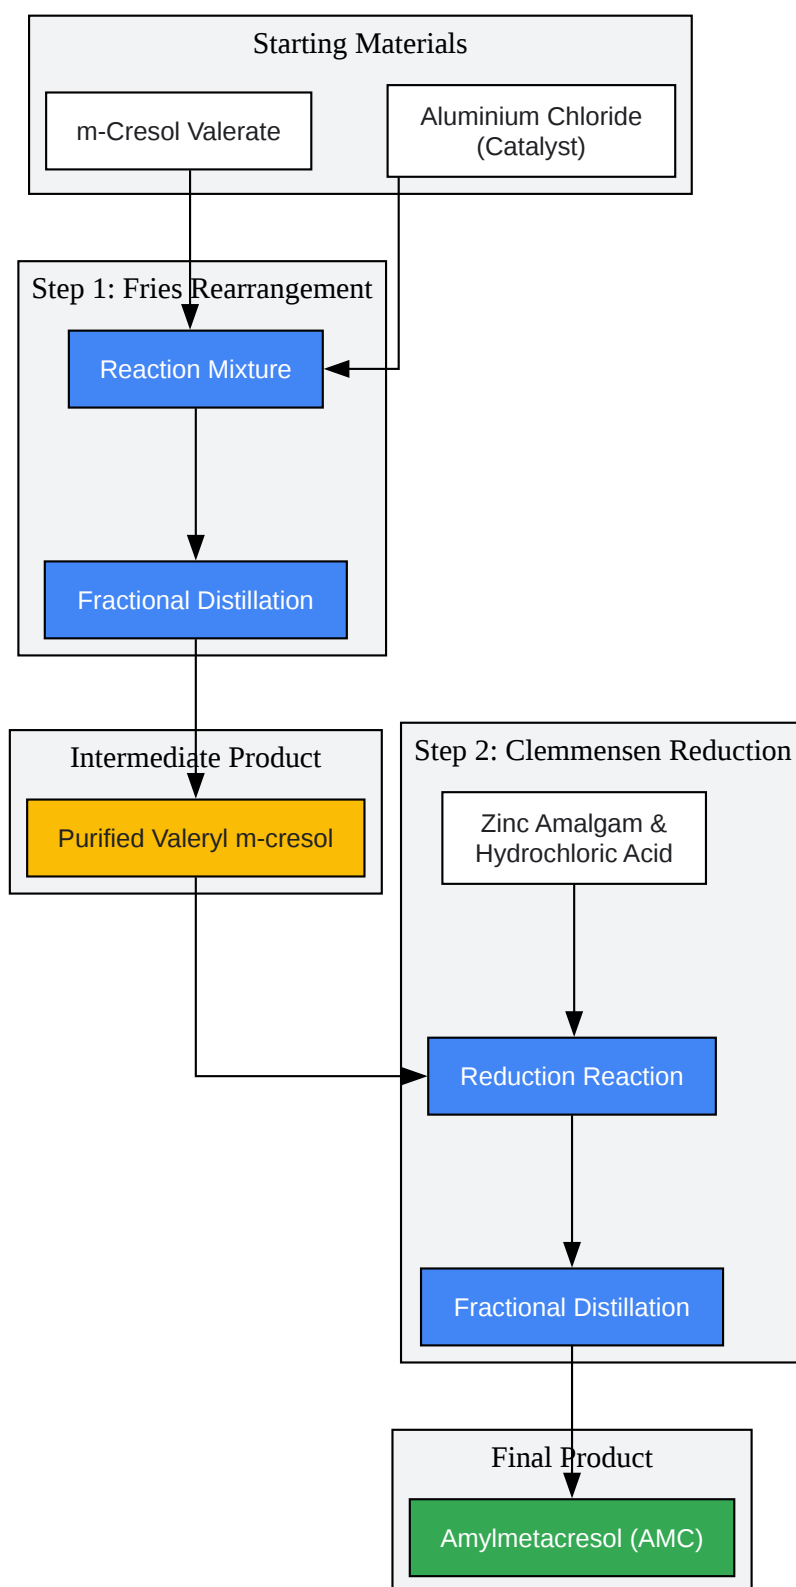 Starting Materials
m-Cresol Valerate
Aluminium Chloride
(Catalyst)
Step 1: Fries Rearrangement
Reaction Mixture
Fractional Distillation
Intermediate Product
Purified Valeryl m-cresol
Step 2: Clemmensen Reduction
Zinc Amalgam &
Hydrochloric Acid
Reduction Reaction
Fractional Distillation
Final Product
Amylmetacresol (AMC)